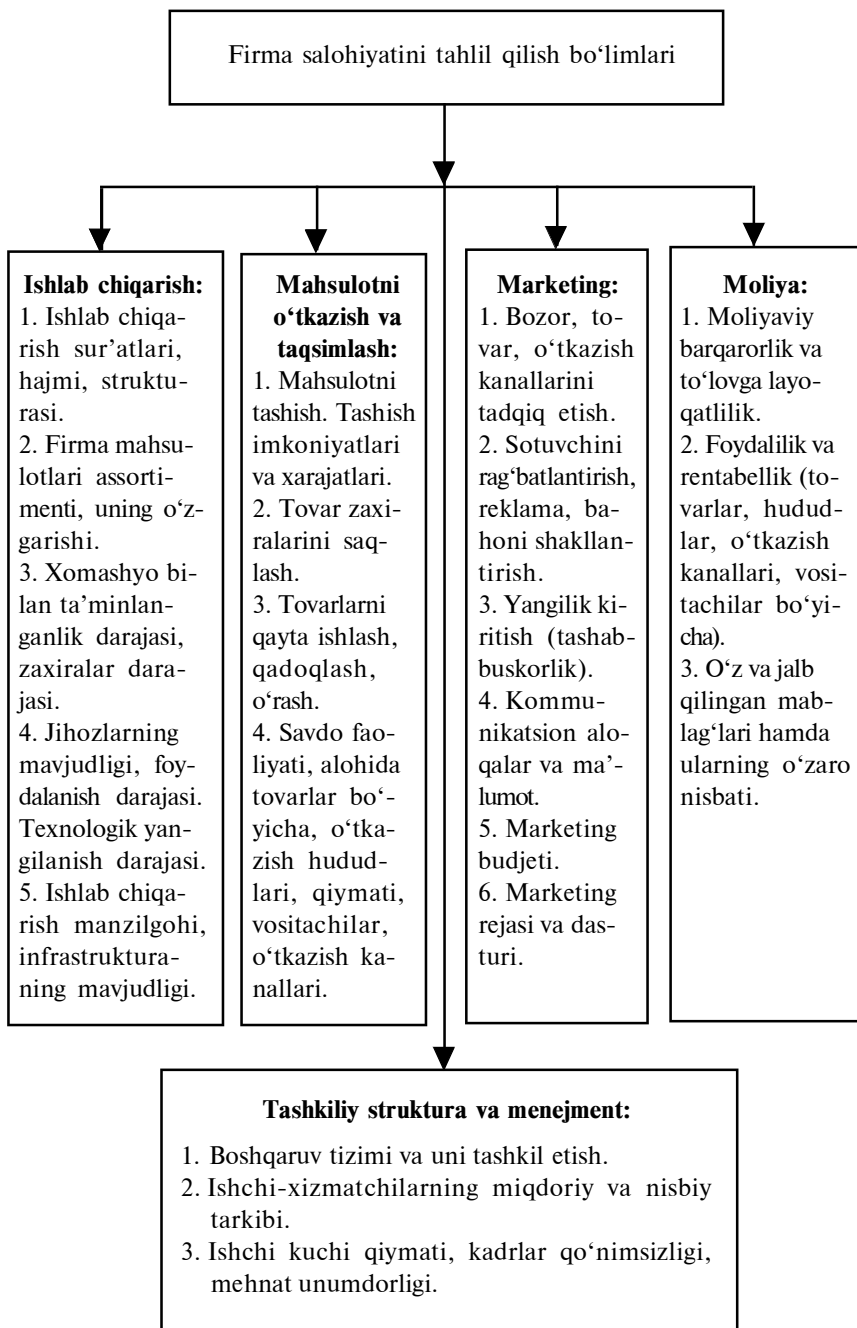 Firma salohiyatini tahlil qilish bo‘limlari
Ishlab chiqarish:
1. Ishlab chiqa-
rish sur’atlari,
hajmi, struktu-
rasi.
2. Firma mahsu-
lotlari assorti-
menti, uning o‘z-
garishi.
3. Xomashyo bi-
lan ta’minlan-
ganlik darajasi,
zaxiralar dara-
jasi.
4. Jihozlarning
mavjudligi, foy-
dalanish darajasi.
Texnologik yan-
gilanish darajasi.
5. Ishlab chiqa-
rish manzilgohi,
infrastruktura-
ning mavjudligi.
Mahsulotni
o‘tkazish va
taqsimlash:
1. Mahsulotni
tashish. Tashish
imkoniyatlari
va xarajatlari.
2. Tovar zaxi-
ralarini saq-
lash.
3. Tovarlarni
qayta ishlash,
qadoqlash,
o‘rash.
4. Savdo fao-
liyati, alohida
tovarlar bo‘-
yicha, o‘tka-
zish hudud-
lari, qiymati,
vositachilar,
o‘tkazish ka-
nallari.
Marketing:
1. Bozor, to-
var, o‘tkazish
kanallarini
tadqiq etish.
2. Sotuvchini
rag‘batlantirish,
reklama, ba-
honi shakllan-
tirish.
3. Yangilik ki-
ritish (tashab-
buskorlik).
4. Kommu-
nikatsion alo-
qalar va ma’-
lumot.
5. Marketing
budjeti.
6. Marketing
rejasi va das-
turi.
Moliya:
1. Moliyaviy
barqarorlik va
to‘lovga layo-
qatlilik.
2. Foydalilik va
rentabellik (to-
varlar, hudud-
lar, o‘tkazish
kanallari, vosi-
tachilar bo‘yi-
cha).
3. O‘z va jalb
qilingan mab-
lag‘lari hamda
ularning o‘zaro
nisbati.
Tashkiliy struktura va menejment:
1. Boshqaruv tizimi va uni tashkil etish.
2. Ishchi-xizmatchilarning miqdoriy va nisbiy
tarkibi.
3. Ishchi kuchi qiymati, kadrlar qo‘nimsizligi,
mehnat unumdorligi.